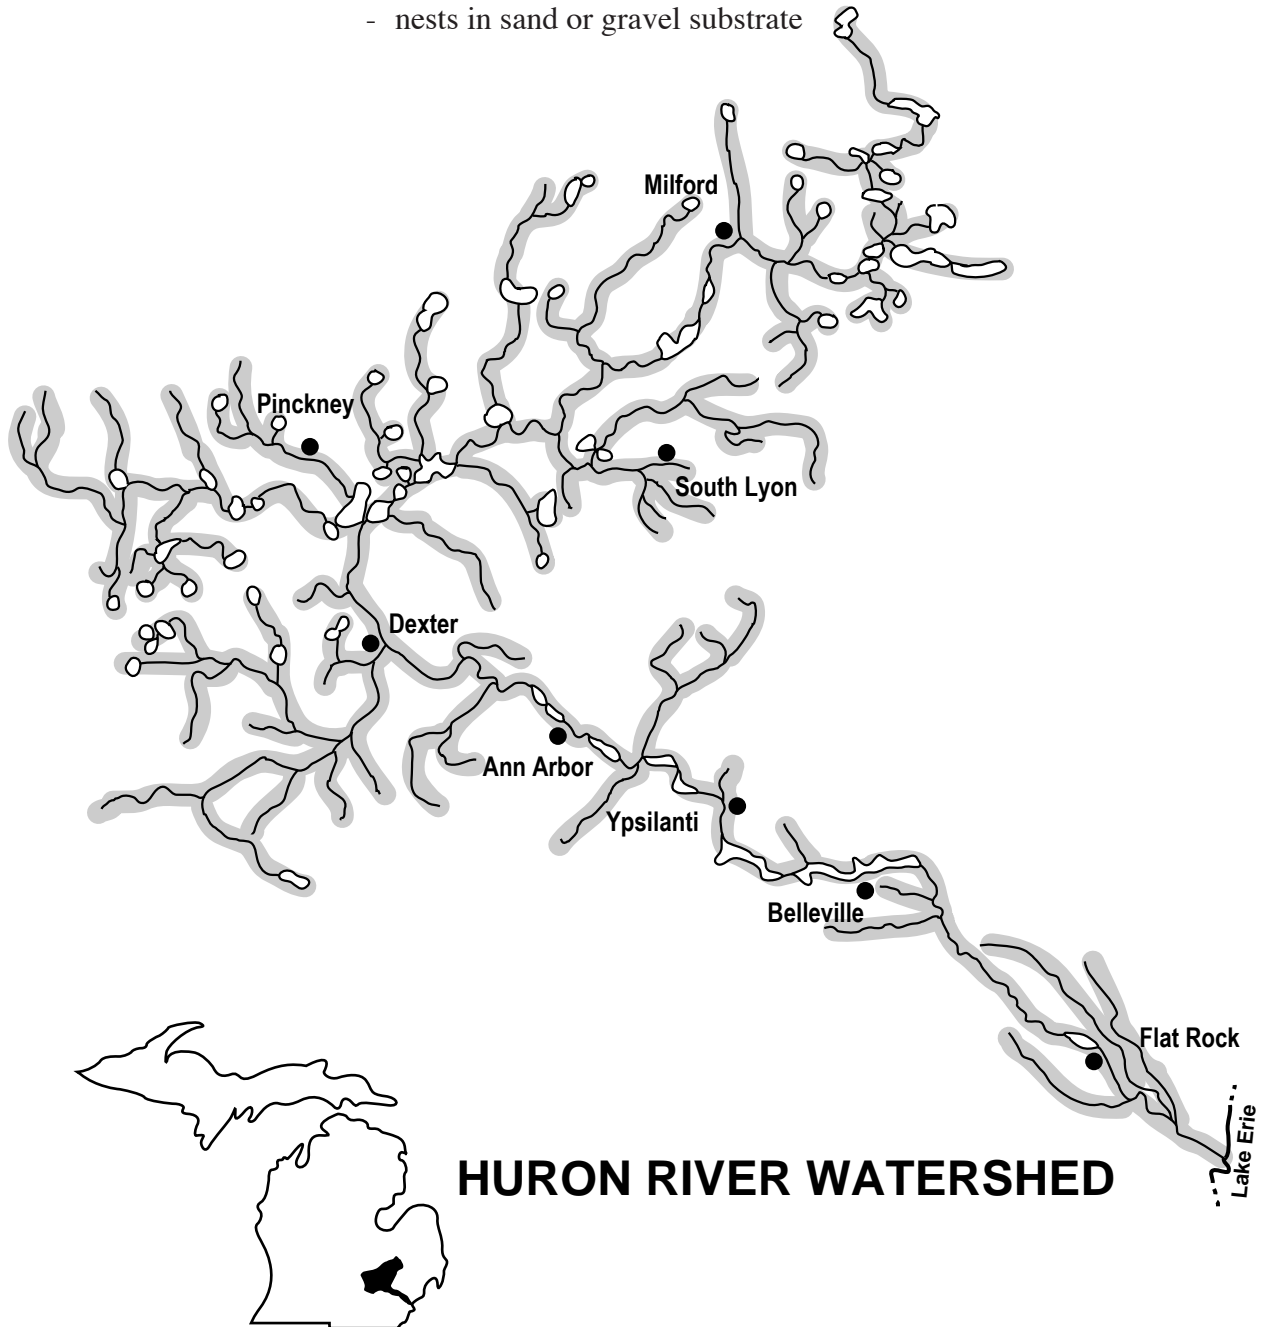 - nests in sand or gravel substrate
Milford
Pinckney
South Lyon
Dexter
Ann Arbor
Ypsilanti
Belleville
Flat Rock
Lake Erie
HURON RIVER WATERSHED